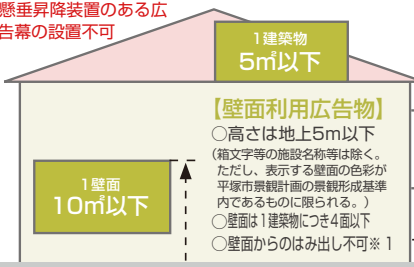 懸垂昇降装置のある広
告幕の設置不可
1建築物
5㎡以下
【壁面利用広告物】
○高さは地上5m以下
(箱文字等の施設名称等は除く。
ただし、表示する壁面の色彩が
平塚市景観計画の景観形成基準
内であるものに限られる。)
○壁面は1建築物につき4面以下
○壁面からのはみ出し不可※1
1壁面
10㎡以下